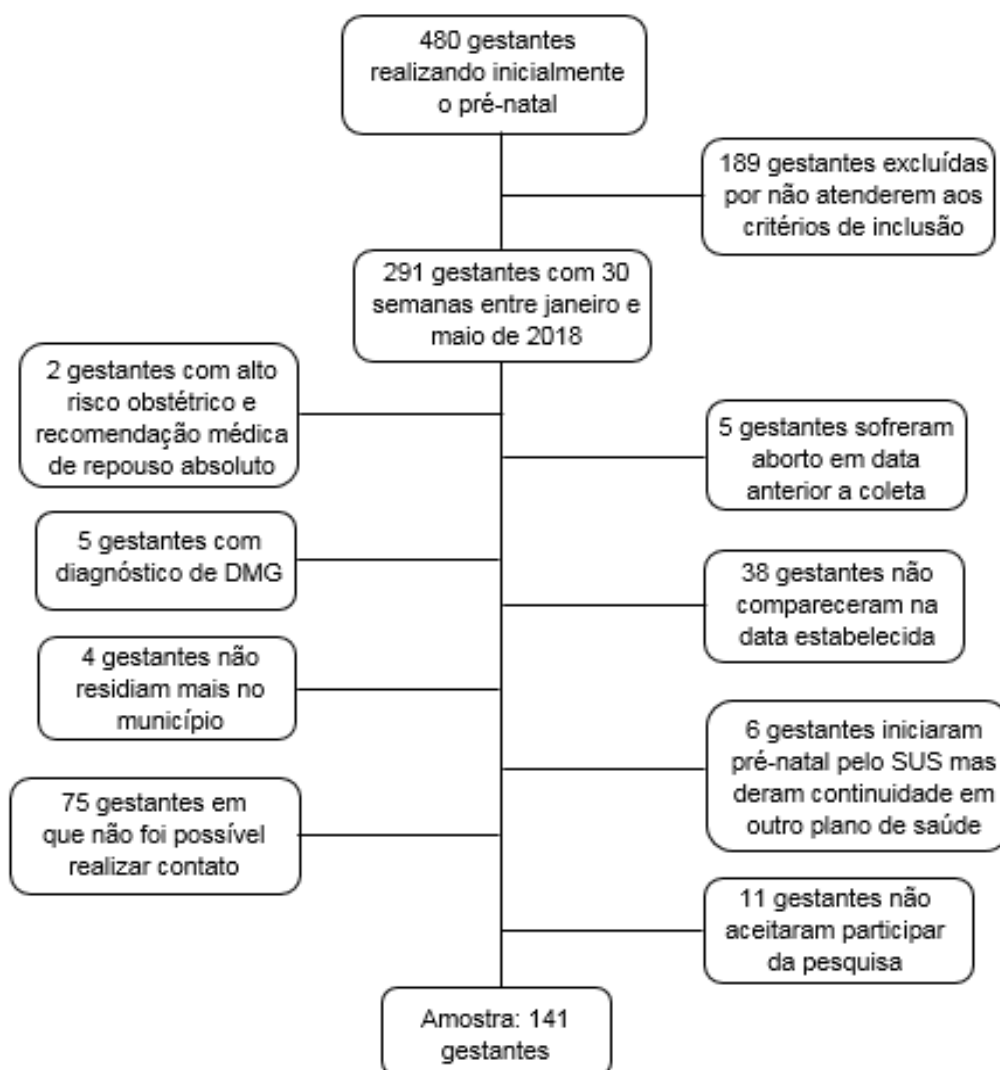 480 gestantes
realizando inicialmente
o pré-natal
189 gestantes excluídas
por não atenderem aos
critérios de inclusão
291 gestantes com 30
semanas entre janeiro e
maio de 2018
2 gestantes com alto
risco obstétrico e
recomendação médica
de repouso absoluto
5 gestantes sofreram
aborto em data
anterior a coleta
5 gestantes com
diagnóstico de DMG
38 gestantes não
compareceram na
data estabelecida
4 gestantes não
residiam mais no
município
6 gestantes iniciaram
pré-natal pelo SUS mas
deram continuidade em
outro plano de saúde
75 gestantes em
que não foi possível
realizar contato
11 gestantes não
aceitaram participar
da pesquisa
Amostra: 141
gestantes